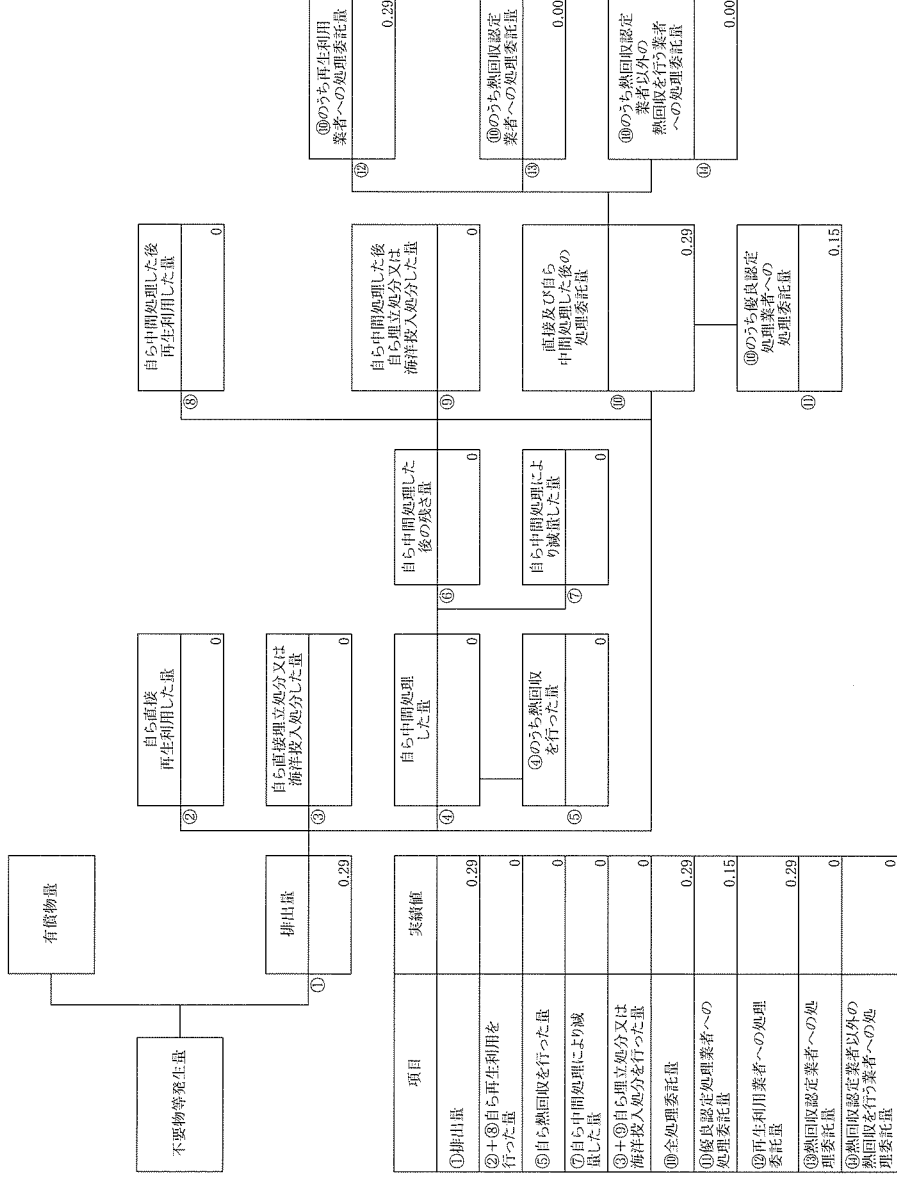 不要物等発生量
有償物量
排出量
①
0.29
自ら直接
再生利用した量
②
0
自ら直接埋立処分又は
海洋投入処分した量
③
0
自ら中間処理
した量
④
0
④のうち熱回収
を行った量
⑤
0
自ら中間処理した
後の残さ量
⑥
0
自ら中間処理によ
り減量した量
⑦
0
自ら中間処理した後
再生利用した量
⑧
0
自ら中間処理した後
自ら埋立処分又は
海洋投入処分した量
⑨
0
直接及び自ら
中間処理した後の
処理委託量
⑩
0.29
⑩のうち優良認定
処理業者への
処理委託量
⑪
0.15
⑩のうち再生利用
業者への処理委託量
⑫
0.29
⑩のうち熱回収認定
業者への処理委託量
⑬
0.00
⑩のうち熱回収認定
業者以外の
熱回収を行う業者
への処理委託量
⑭
0.00
項目 実績値
①排出量 0.29
②+⑧自ら再生利用を
行った量 0
⑤自ら熱回収を行った量 0
⑦自ら中間処理により減
量した量 0
③+⑨自ら埋立処分又は
海洋投入処分を行った量 0
⑩全処理委託量 0.29
⑪優良認定処理業者への
処理委託量 0.15
⑫再生利用業者への処理
委託量 0.29
⑬熱回収認定業者への処
理委託量 0
⑭熱回収認定業者以外の
熱回収を行う業者への処
理委託量 0